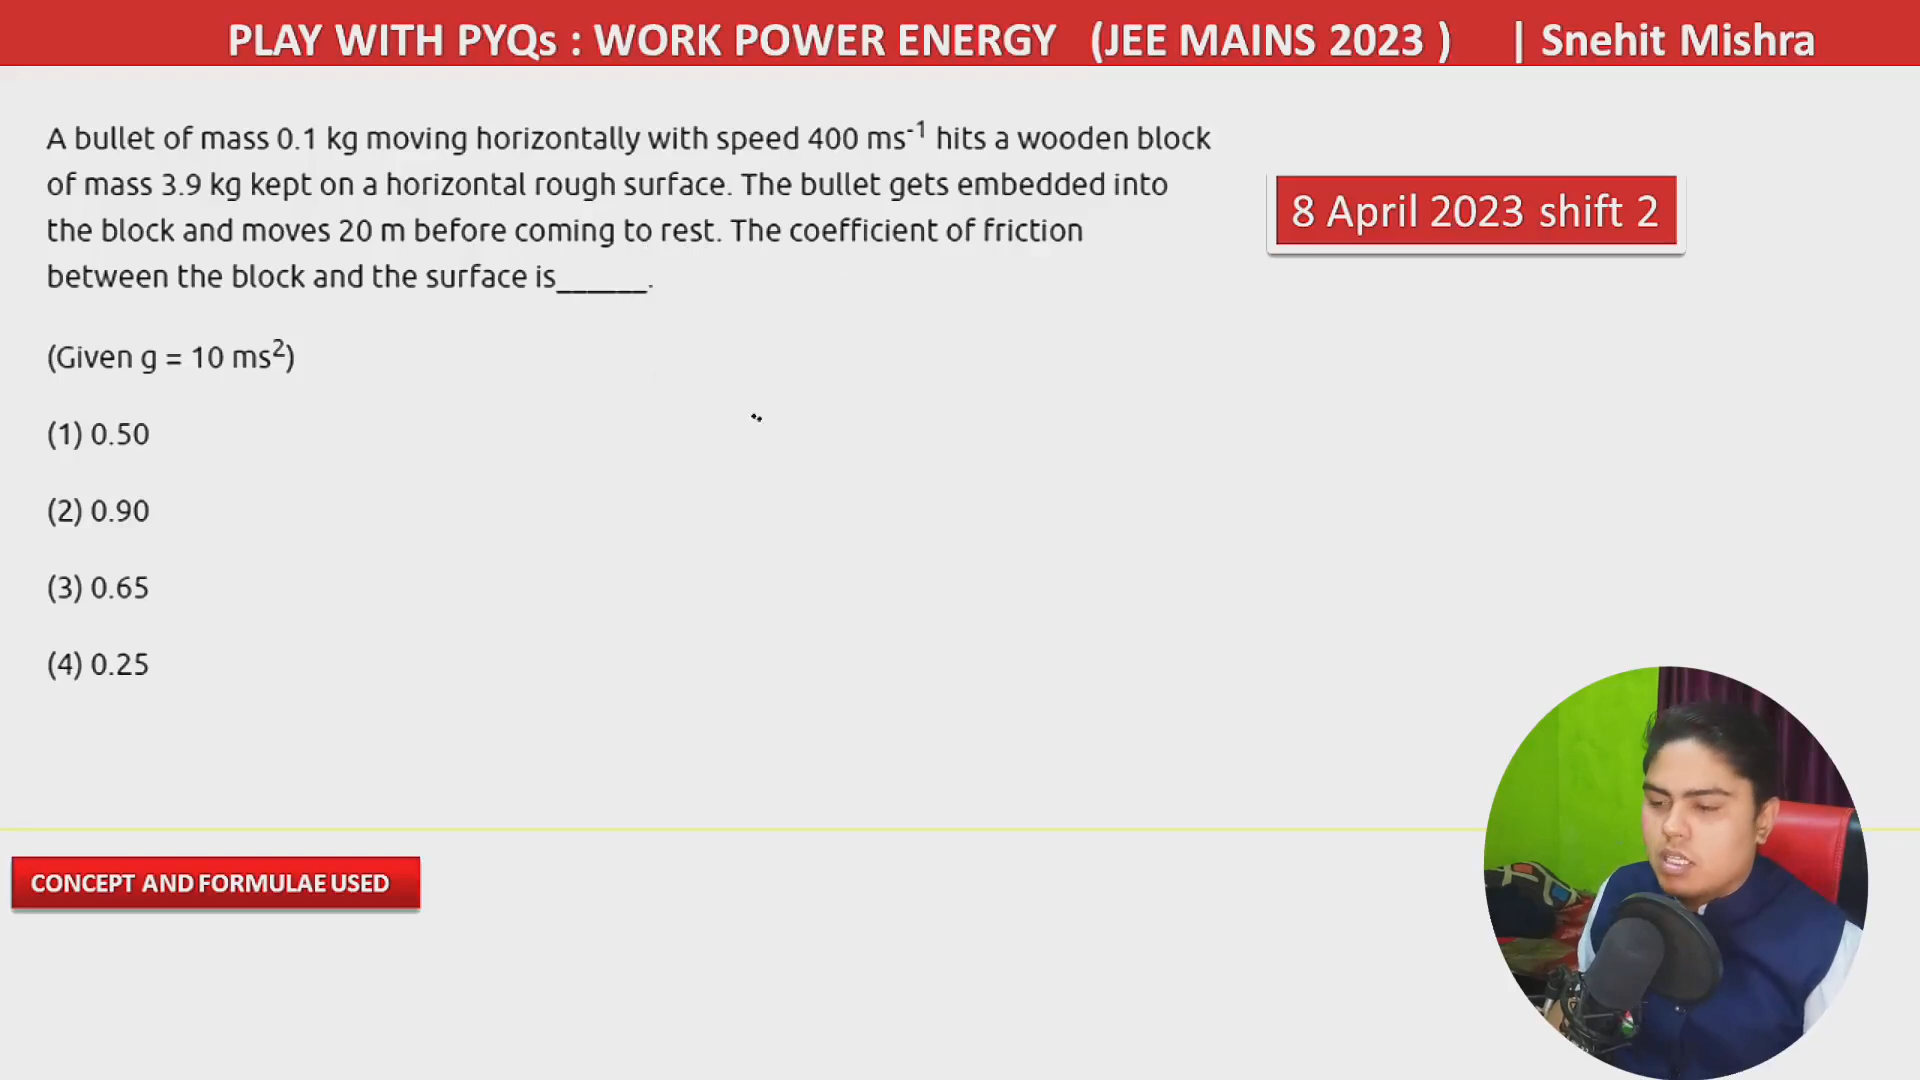 PLAY WITH PYQs : WORK POWER ENERGY (JEE MAINS 2023 ) | Snehit Mishra
A bullet of mass 0.1 kg moving horizontally with speed 400 ms⁻¹ hits a wooden block
of mass 3.9 kg kept on a horizontal rough surface. The bullet gets embedded into
the block and moves 20 m before coming to rest. The coefficient of friction
between the block and the surface is______.
8 April 2023 shift 2
(Given g = 10 ms²)
(1) 0.50
(2) 0.90
(3) 0.65
(4) 0.25
CONCEPT AND FORMULAE USED